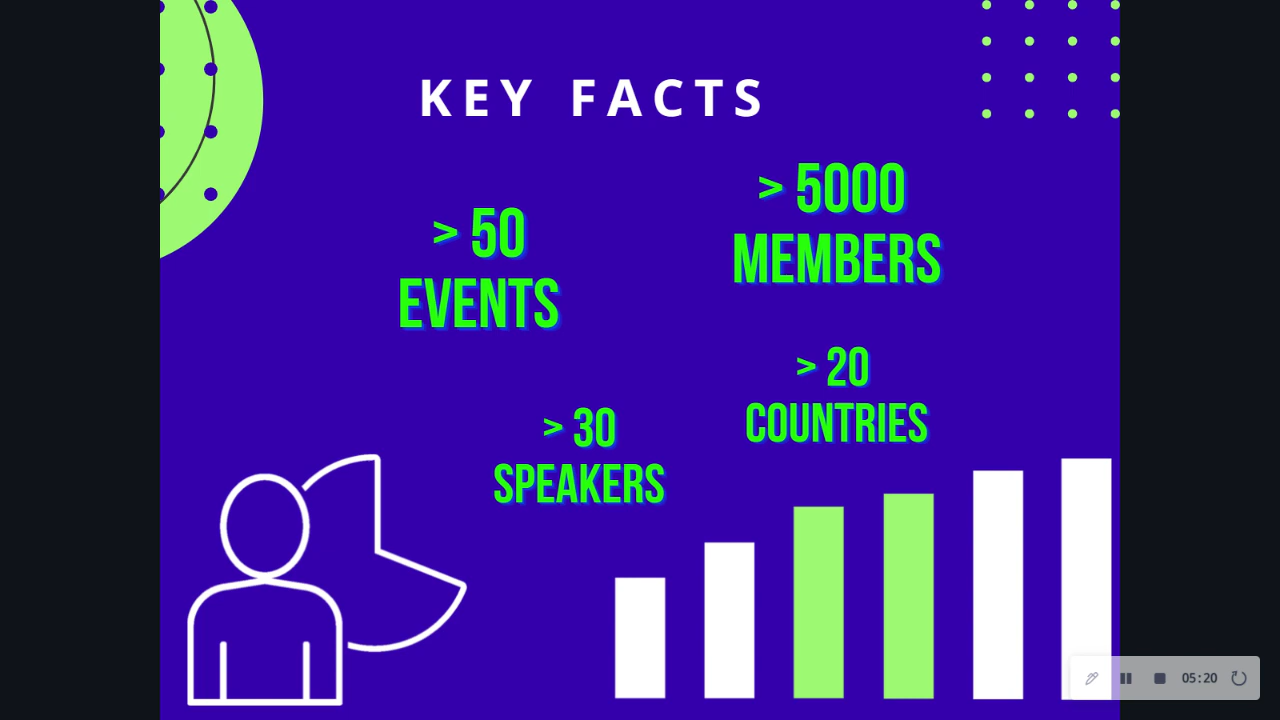 KEY FACTS
> 50
EVENTS
> 5000
MEMBERS
> 30
SPEAKERS
> 20
COUNTRIES
05:20